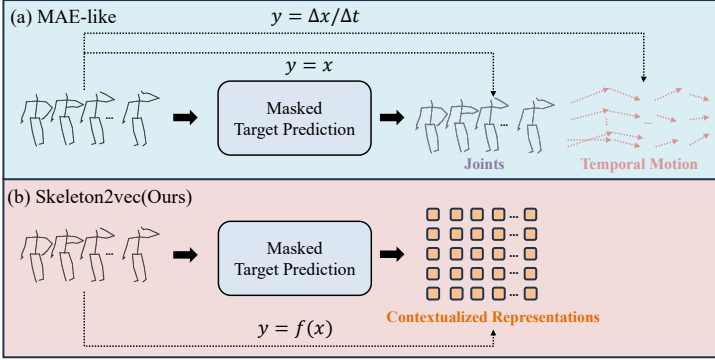 (a) MAE-like
y = Δx/Δt
y = x
Masked
Target Prediction
...
...
...
Joints
Temporal Motion
(b) Skeleton2vec(Ours)
Masked
Target Prediction
...
...
...
...
...
...
Contextualized Representations
y = f(x)